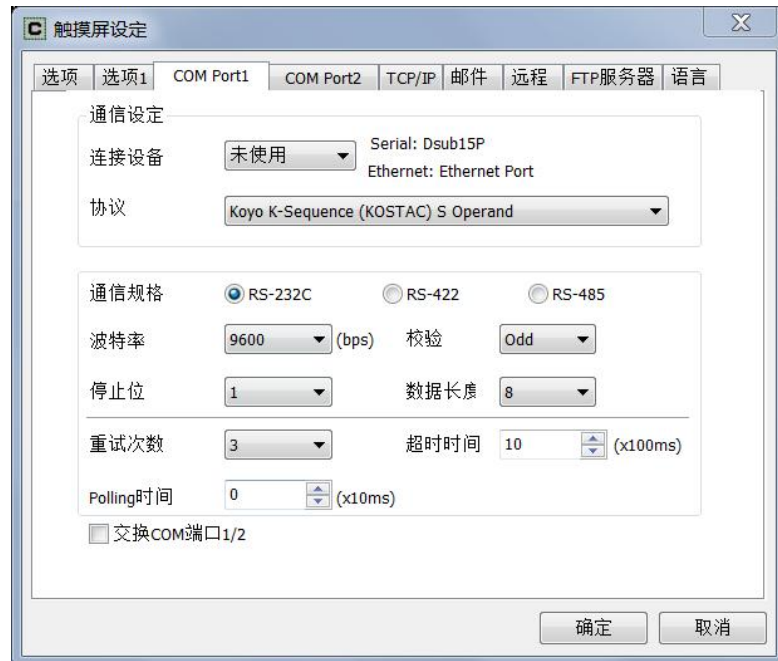 C 触摸屏设定
选项 选项1 COM Port1 COM Port2 TCP/IP 邮件 远程 FTP服务器 语言
通信设定
连接设备 未使用 Serial: Dsub15P
Ethernet: Ethernet Port
协议 Koyo K-Sequence (KOSTAC) S Operand
通信规格 RS-232C RS-422 RS-485
波特率 9600 (bps) 校验 Odd
停止位 1 数据长度 8
重试次数 3 超时时间 10 (x100ms)
Polling时间 0 (x10ms)
交换COM端口1/2
确定 取消